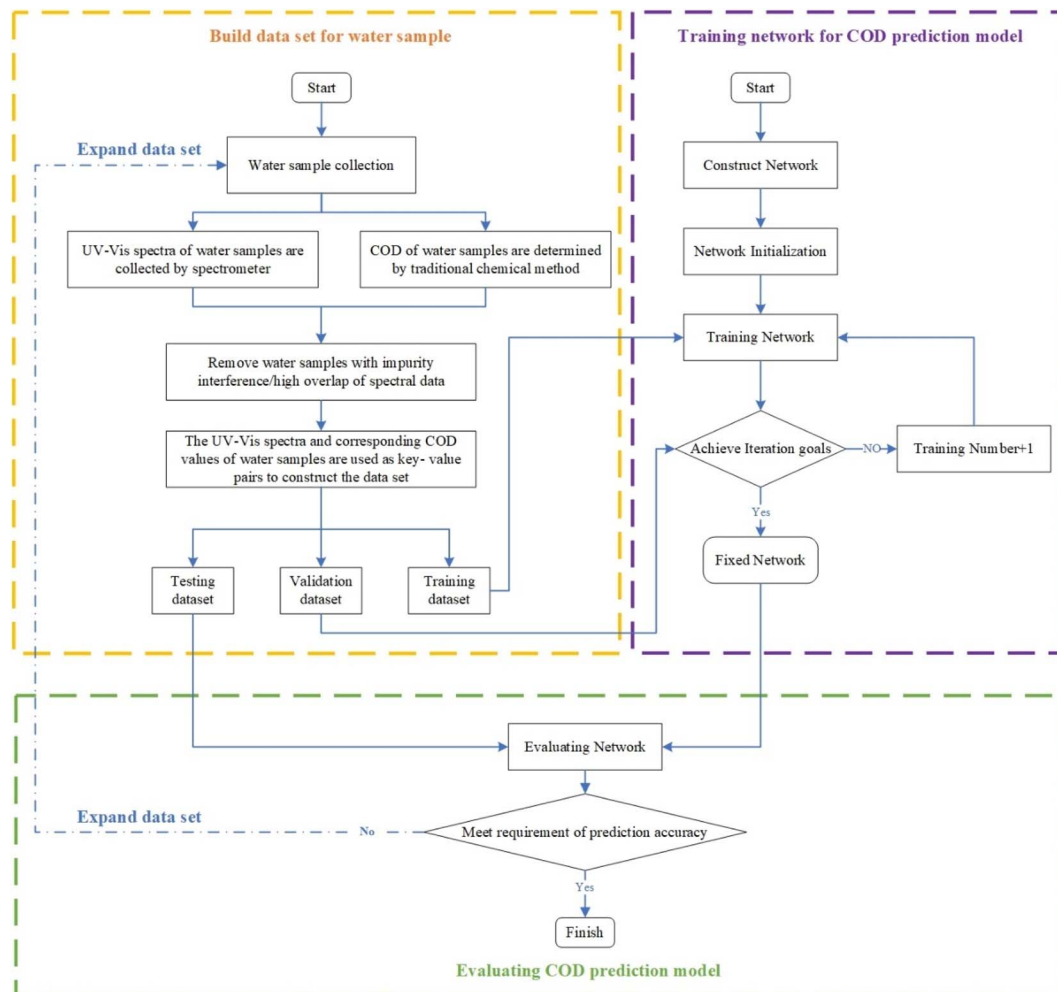 Build data set for water sample
Start
Expand data set
Water sample collection
UV-Vis spectra of water samples are
collected by spectrometer
COD of water samples are determined
by traditional chemical method
Remove water samples with impurity
interference/high overlap of spectral data
The UV-Vis spectra and corresponding COD
values of water samples are used as key- value
pairs to construct the data set
Testing
dataset
Validation
dataset
Training
dataset
Training network for COD prediction model
Start
Construct Network
Network Initialization
Training Network
Achieve Iteration goals
NO
Training Number+1
Yes
Fixed Network
Evaluating Network
Expand data set
No
Meet requirement of prediction accuracy
Yes
Finish
Evaluating COD prediction model